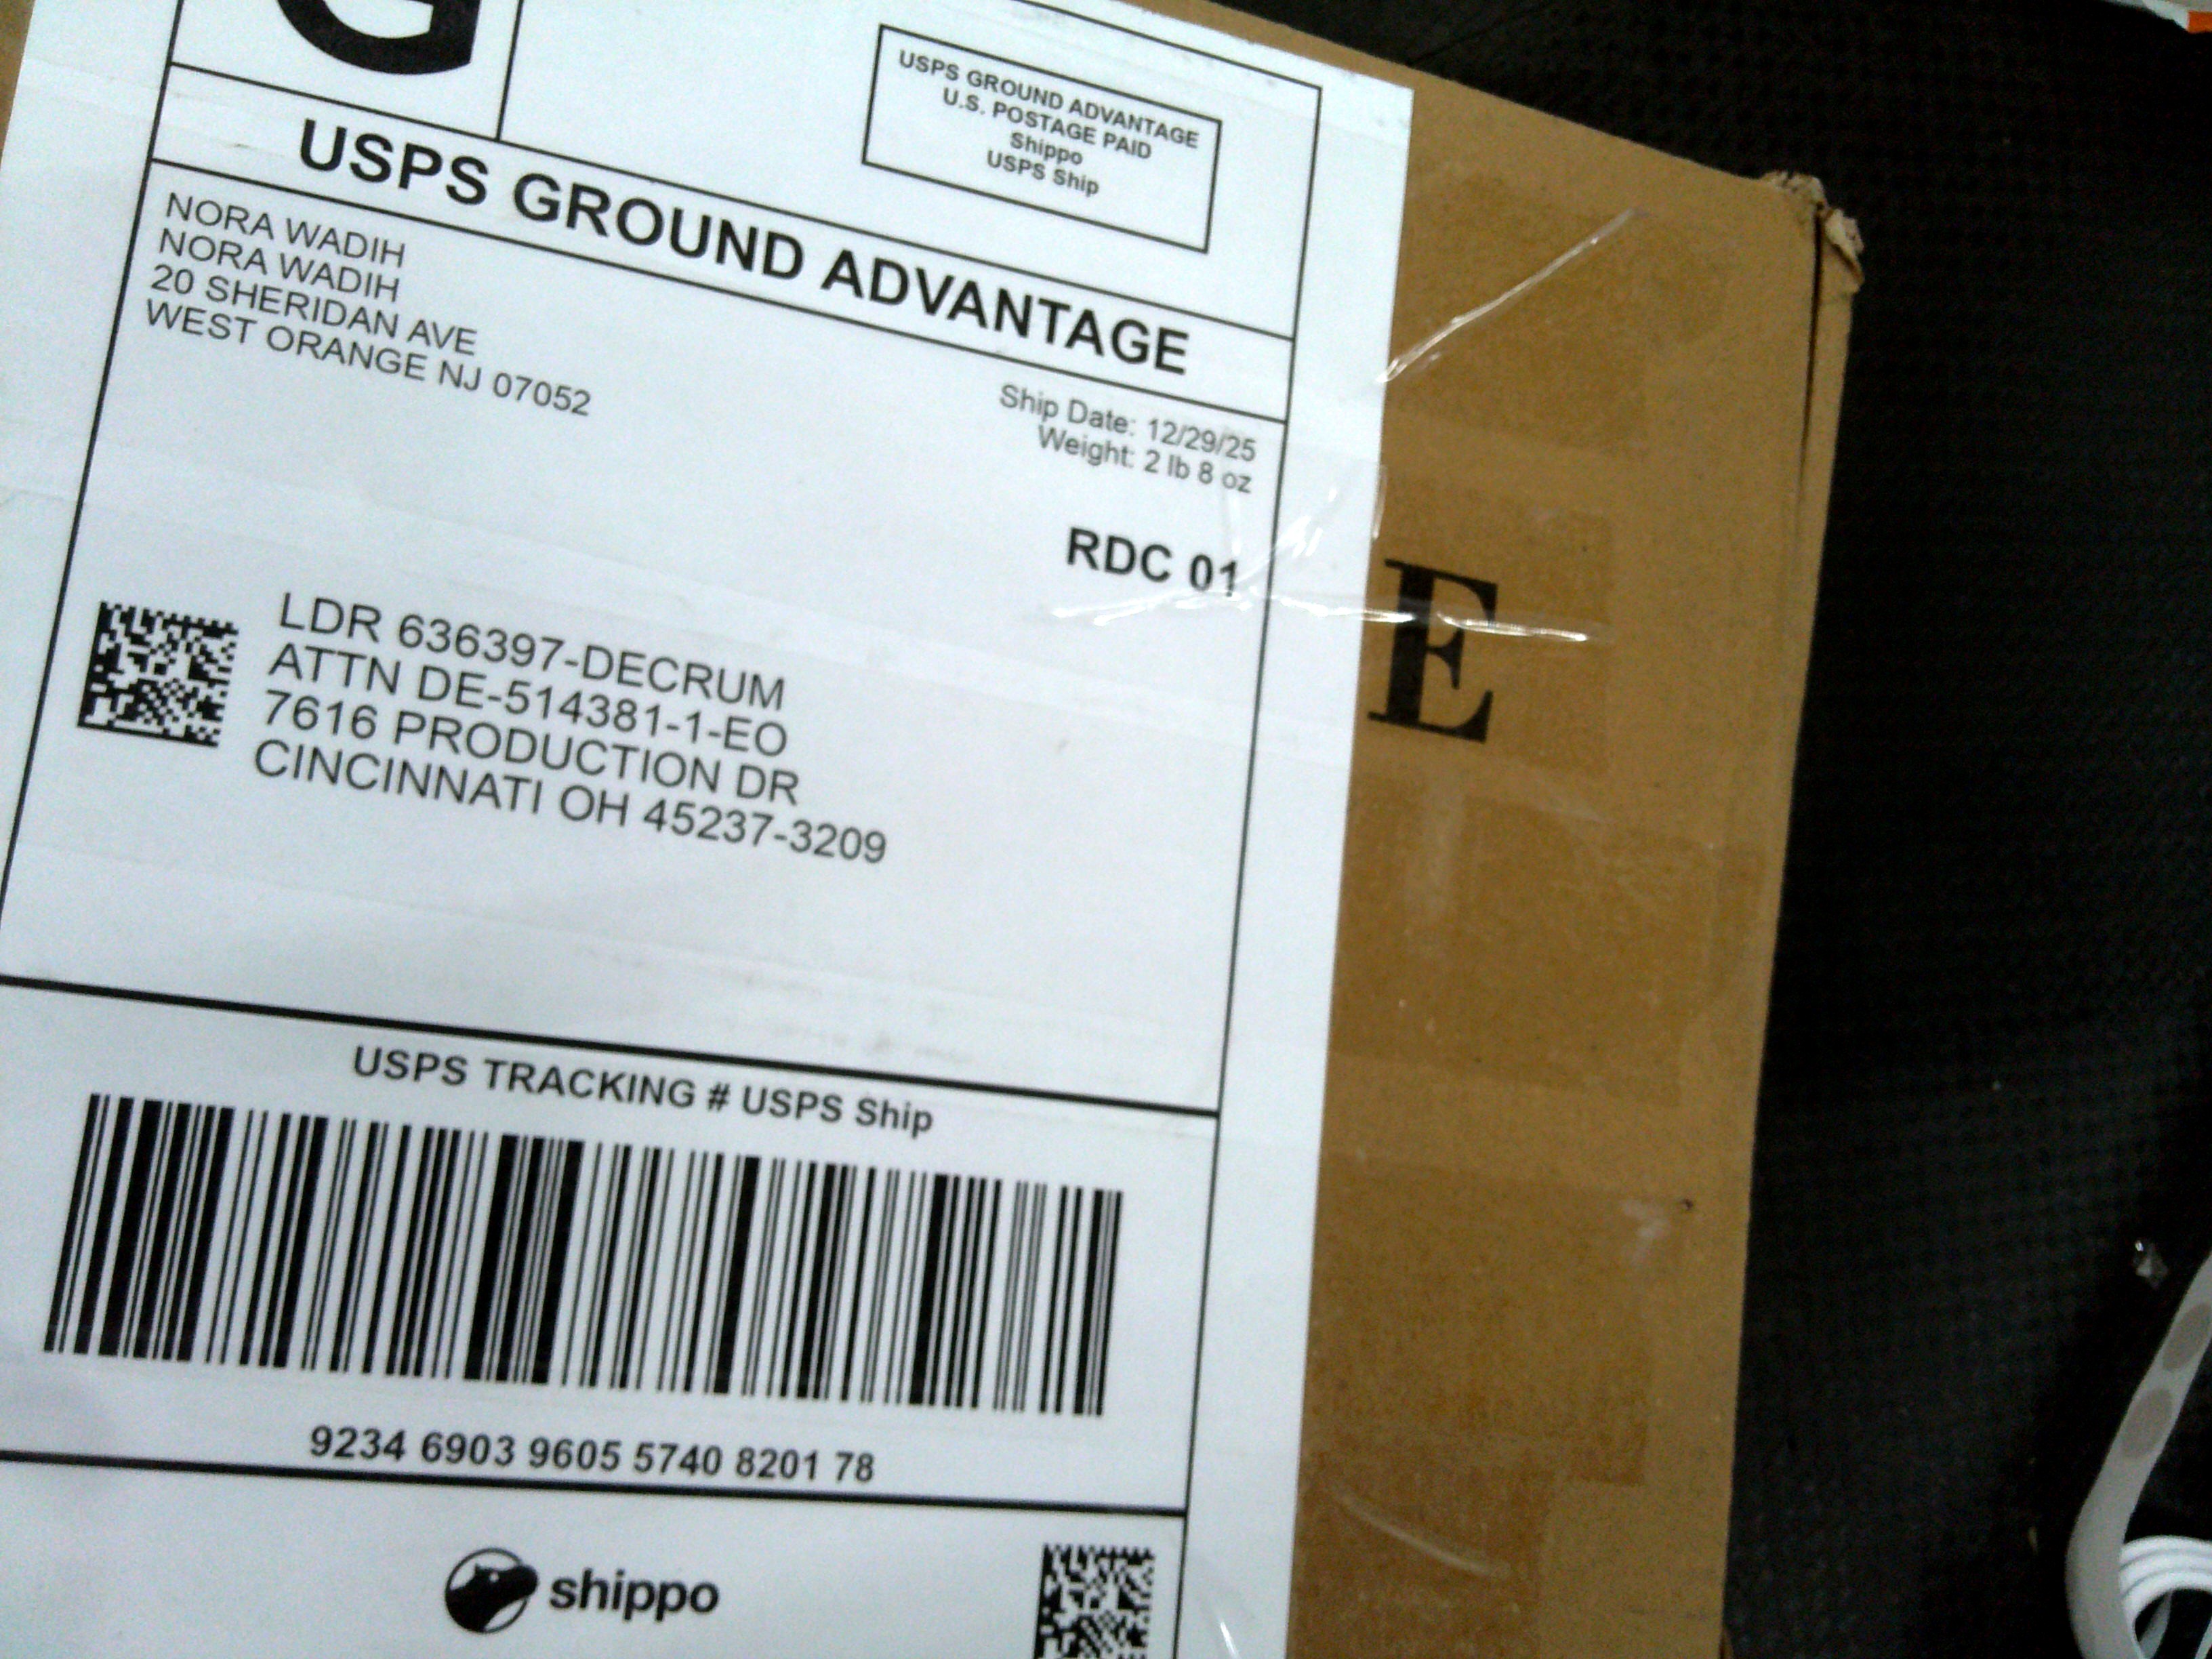 G
USPS GROUND ADVANTAGE
U.S. POSTAGE PAID
Shippo
USPS Ship
USPS GROUND ADVANTAGE
NORA WADIH
NORA WADIH
20 SHERIDAN AVE
WEST ORANGE NJ 07052
Ship Date: 12/29/25
Weight: 2 lb 8 oz
RDC 01
LDR 636397-DECRUM
ATTN DE-514381-1-EO
7616 PRODUCTION DR
CINCINNATI OH 45237-3209
E
USPS TRACKING # USPS Ship
9234 6903 9605 5740 8201 78
shippo